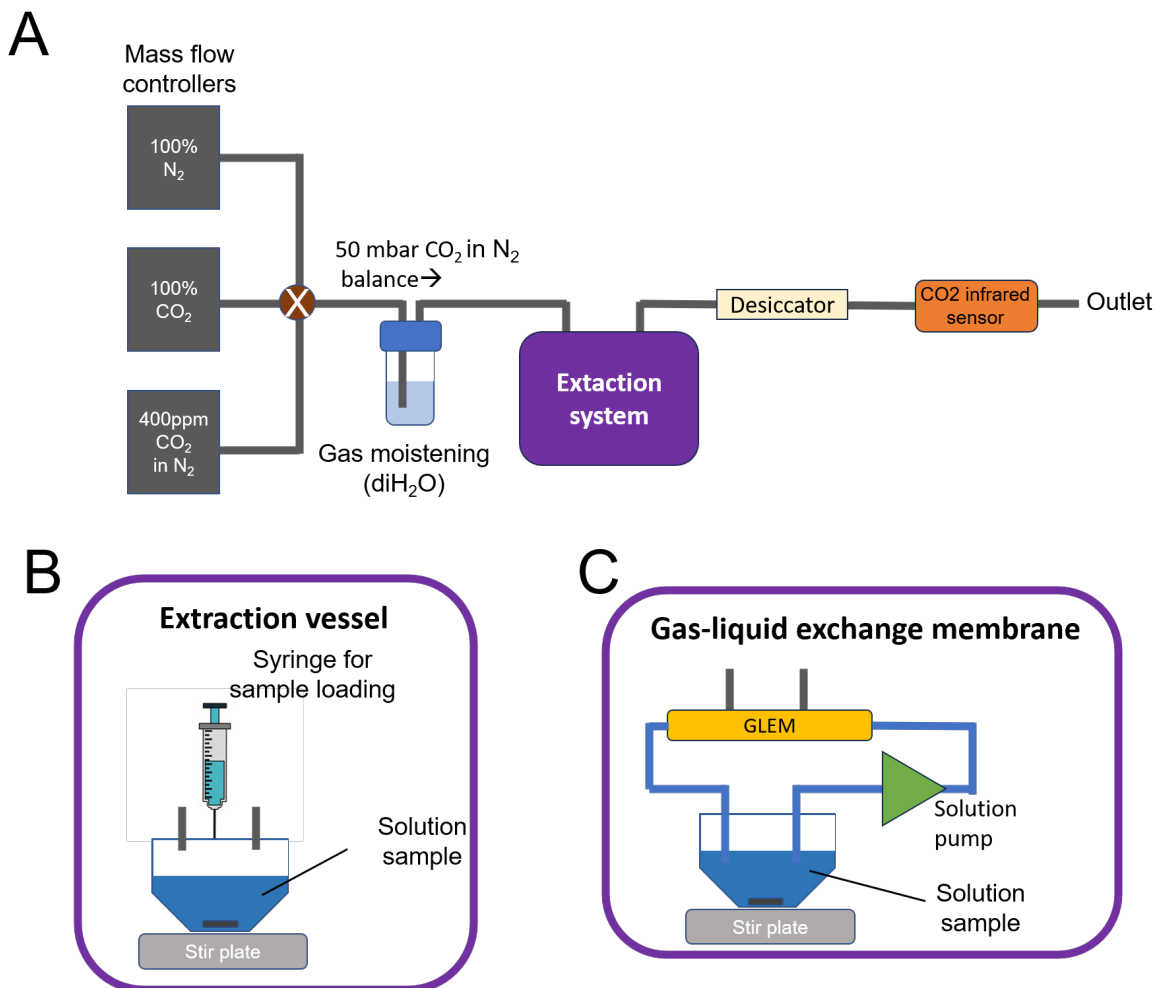 A
Mass flow
controllers
100%
N₂
100%
CO₂
400ppm
CO₂
in N₂
X
50 mbar CO₂ in N₂
balance→
Gas moistening
(diH₂O)
Extaction
system
Desiccator
CO2 infrared
sensor
Outlet
B
Extraction vessel
Syringe for
sample loading
Solution
sample
Stir plate
C
Gas-liquid exchange membrane
GLEM
Solution
pump
Solution
sample
Stir plate